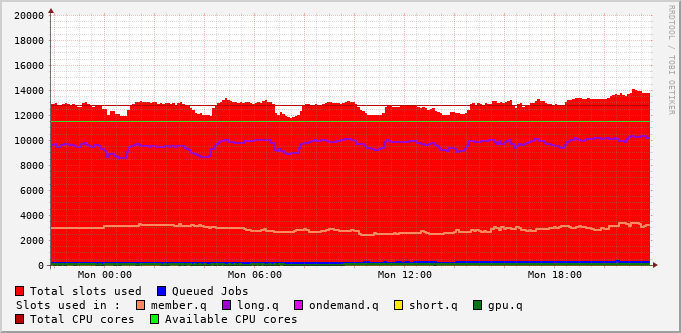 RRDTOOL / TOBI OETIKER
20000
18000
16000
14000
12000
10000
8000
6000
4000
2000
0
Mon 00:00 Mon 06:00 Mon 12:00 Mon 18:00
Total slots used Queued Jobs
Slots used in : member.q long.q ondemand.q short.q gpu.q
Total CPU cores Available CPU cores